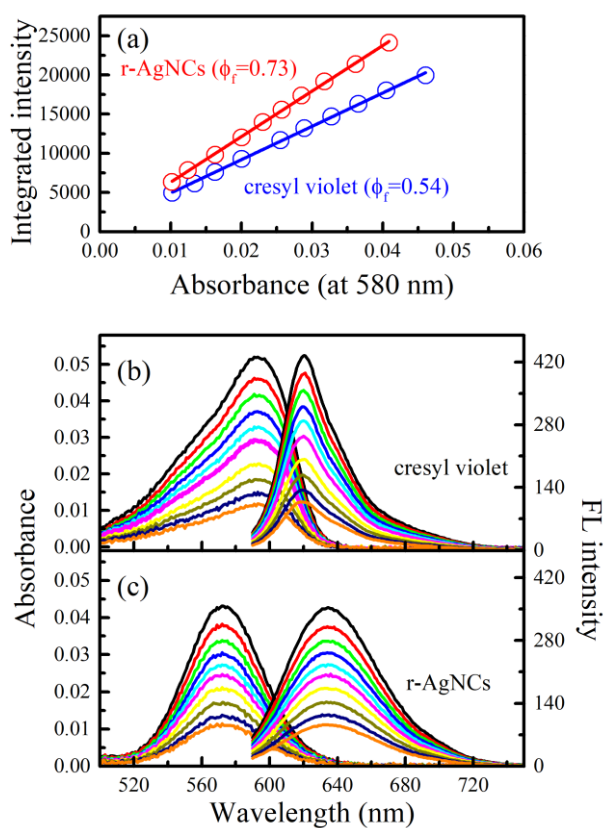 (a)
r-AgNCs (ϕf=0.73)
cresyl violet (ϕf=0.54)
Integrated intensity
25000
20000
15000
10000
5000
0
0.00 0.01 0.02 0.03 0.04 0.05 0.06
Absorbance (at 580 nm)
(b)
cresyl violet
0.05
0.04
0.03
0.02
0.01
0.00
420
280
140
0
(c)
r-AgNCs
0.05
0.04
0.03
0.02
0.01
0.00
420
280
140
0
Absorbance
FL intensity
520 560 600 640 680 720
Wavelength (nm)